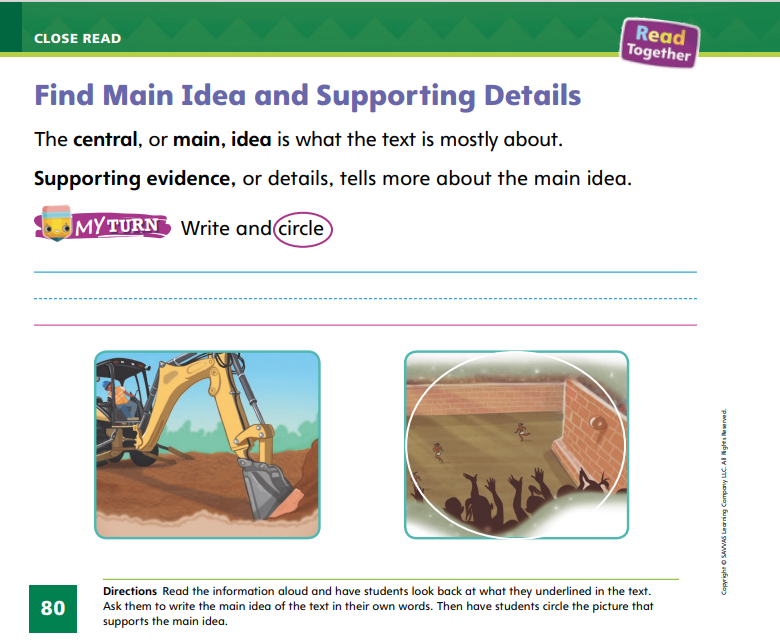 CLOSE READ
Read
Together
Find Main Idea and Supporting Details
The central, or main, idea is what the text is mostly about.
Supporting evidence, or details, tells more about the main idea.
MY TURN Write and circle
Copyright © SAVVAS Learning Company LLC. All Rights Reserved.
80
Directions Read the information aloud and have students look back at what they underlined in the text.
Ask them to write the main idea of the text in their own words. Then have students circle the picture that
supports the main idea.